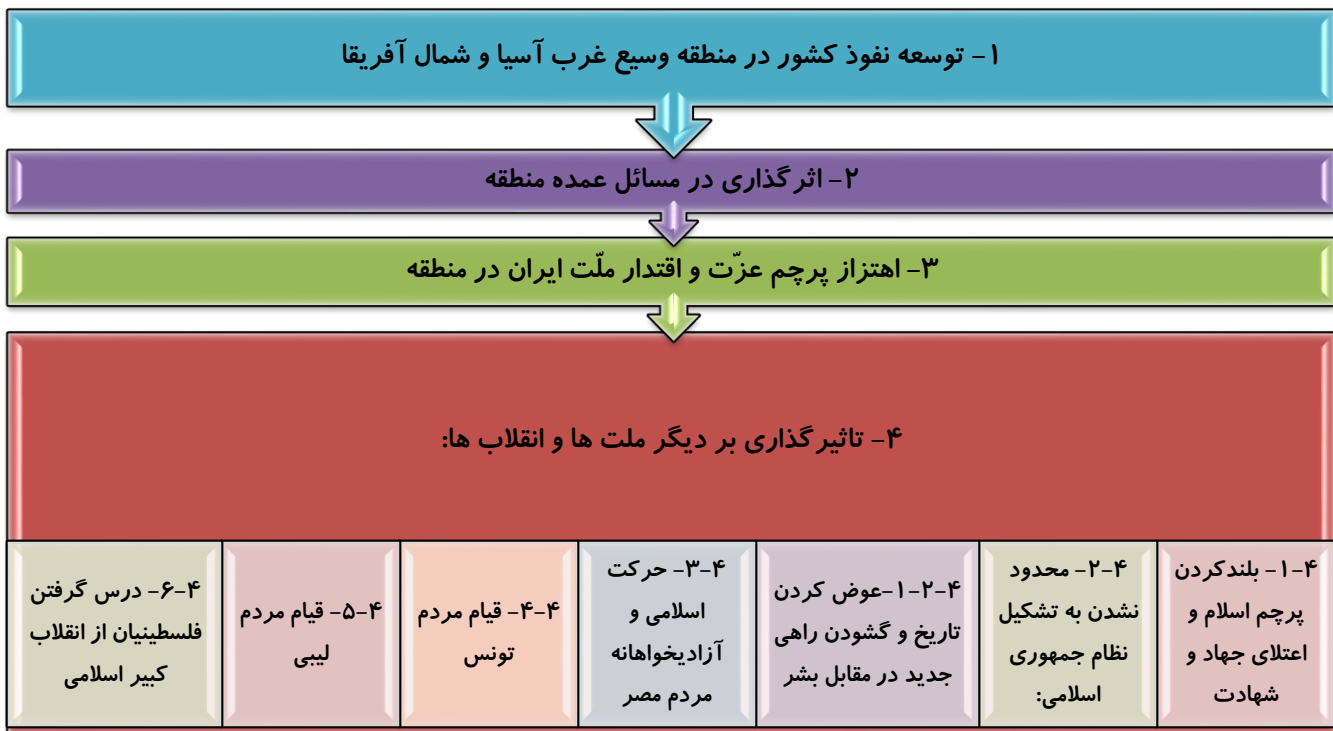 ۱- توسعه نفوذ کشور در منطقه وسیع غرب آسیا و شمال آفریقا
۲- اثرگذاری در مسائل عمده منطقه
۳- اهتزاز پرچم عزّت و اقتدار ملّت ایران در منطقه
۴- تاثیرگذاری بر دیگر ملت ها و انقلاب ها:
۴-۱- بلندکردن
پرچم اسلام و
اعتلای جهاد و
شهادت
۴-۲- محدود
نشدن به تشکیل
نظام جمهوری
اسلامی:
۴-۲-۱-عوض کردن
تاریخ و گشودن راهی
جدید در مقابل بشر
۴-۳- حرکت
اسلامی و
آزادیخواهانه
مردم مصر
۴-۴- قیام مردم
تونس
۴-۵- قیام مردم
لیبی
۴-۶- درس گرفتن
فلسطینیان از انقلاب
کبیر اسلامی